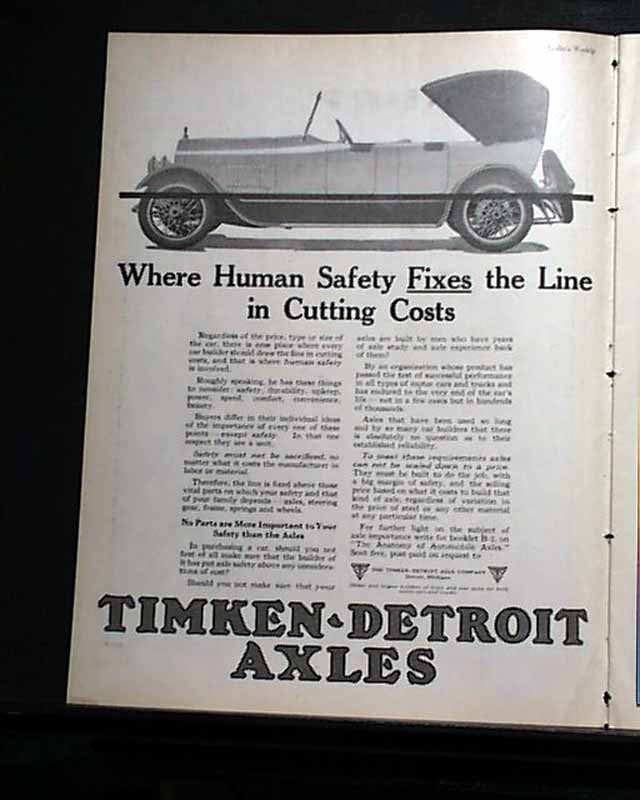 Leslie's Weekly
Where Human Safety Fixes the Line
in Cutting Costs
Regardless of the price, type or size of
the car, there is one place where every
car builder should draw the line in cutting
costs, and that is where human safety
is involved.
Roughly speaking, he has these things
to consider: safety, durability, upkeep,
power, speed, comfort, convenience,
beauty.
Buyers differ in their individual ideas
of the importance of every one of these
points—except safety. In that one
respect they are a unit.
Safety must not be sacrificed, no
matter what it costs the manufacturer in
labor or material.
Therefore, the line is fixed above those
vital parts on which your safety and that
of your family depends—axles, steering
gear, frame, springs and wheels.
No Parts are More Important to Your
Safety than the Axles
In purchasing a car, should you not
first of all make sure that the builder of
it has put axle safety above any considera-
tions of cost?
Should you not make sure that your
axles are built by men who have years
of axle study and axle experience back
of them?
By an organization whose product has
passed the test of successful performance
in all types of motor cars and trucks and
has endured to the very end of the car's
life—not in a few cases but in hundreds
of thousands.
Axles that have been used so long
and by so many car builders that there
is absolutely no question as to their
established reliability.
To meet these requirements axles
can not be scaled down to a price.
They must be built to do the job, with
a big margin of safety, and the selling
price based on what it costs to build that
kind of axle, regardless of variation in
the price of steel or any other material
at any particular time.
For further light on the subject of
axle importance write for booklet B-2, on
"The Anatomy of Automobile Axles."
Sent free, post paid on request to
THE TIMKEN-DETROIT AXLE COMPANY
Detroit, Michigan
TIMKEN-DETROIT
AXLES